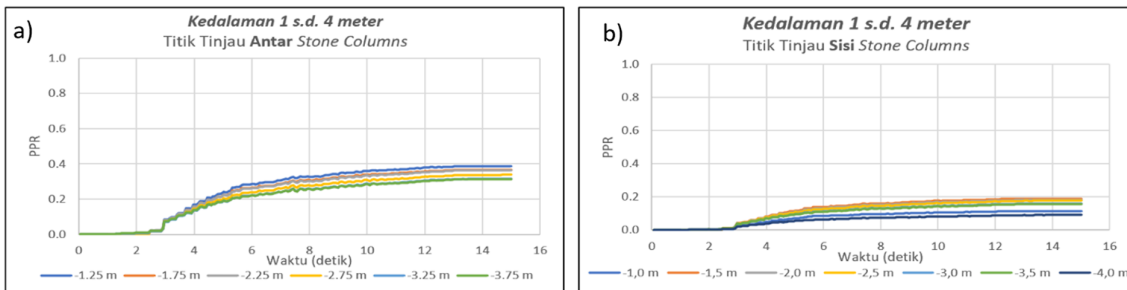 a)
Kedalaman 1 s.d. 4 meter
Titik Tinjau Antar Stone Columns
1.0
0.8
0.6
0.4
0.2
0.0
PPR
0 2 4 6 8 10 12 14 16
Waktu (detik)
-1.25 m -1.75 m -2.25 m -2.75 m -3.25 m -3.75 m
b)
Kedalaman 1 s.d. 4 meter
Titik Tinjau Sisi Stone Columns
1.0
0.8
0.6
0.4
0.2
0.0
PPR
0 2 4 6 8 10 12 14 16
Waktu (detik)
-1,0 m -1,5 m -2,0 m -2,5 m -3,0 m -3,5 m -4,0 m